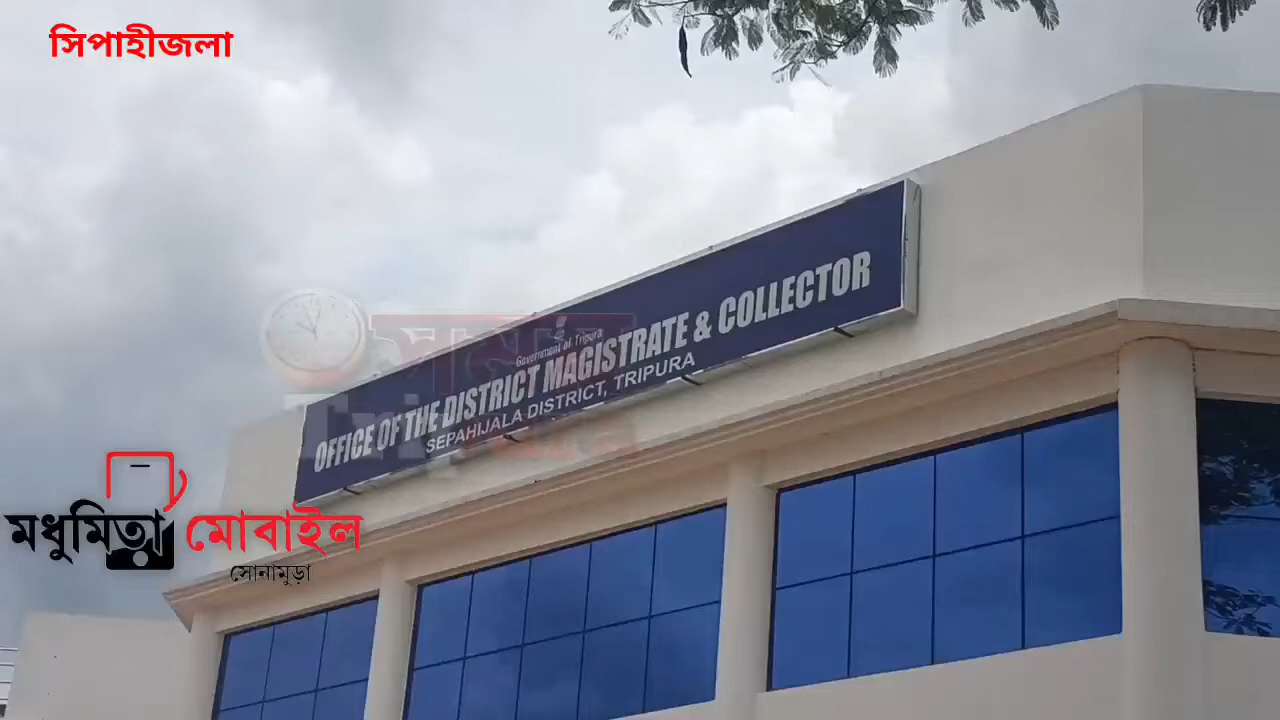 সিপাহীজলা
Government of Tripura
OFFICE OF THE DISTRICT MAGISTRATE & COLLECTOR
SEPAHIJALA DISTRICT, TRIPURA
মধুমিতা মোবাইল
সোনামুড়া